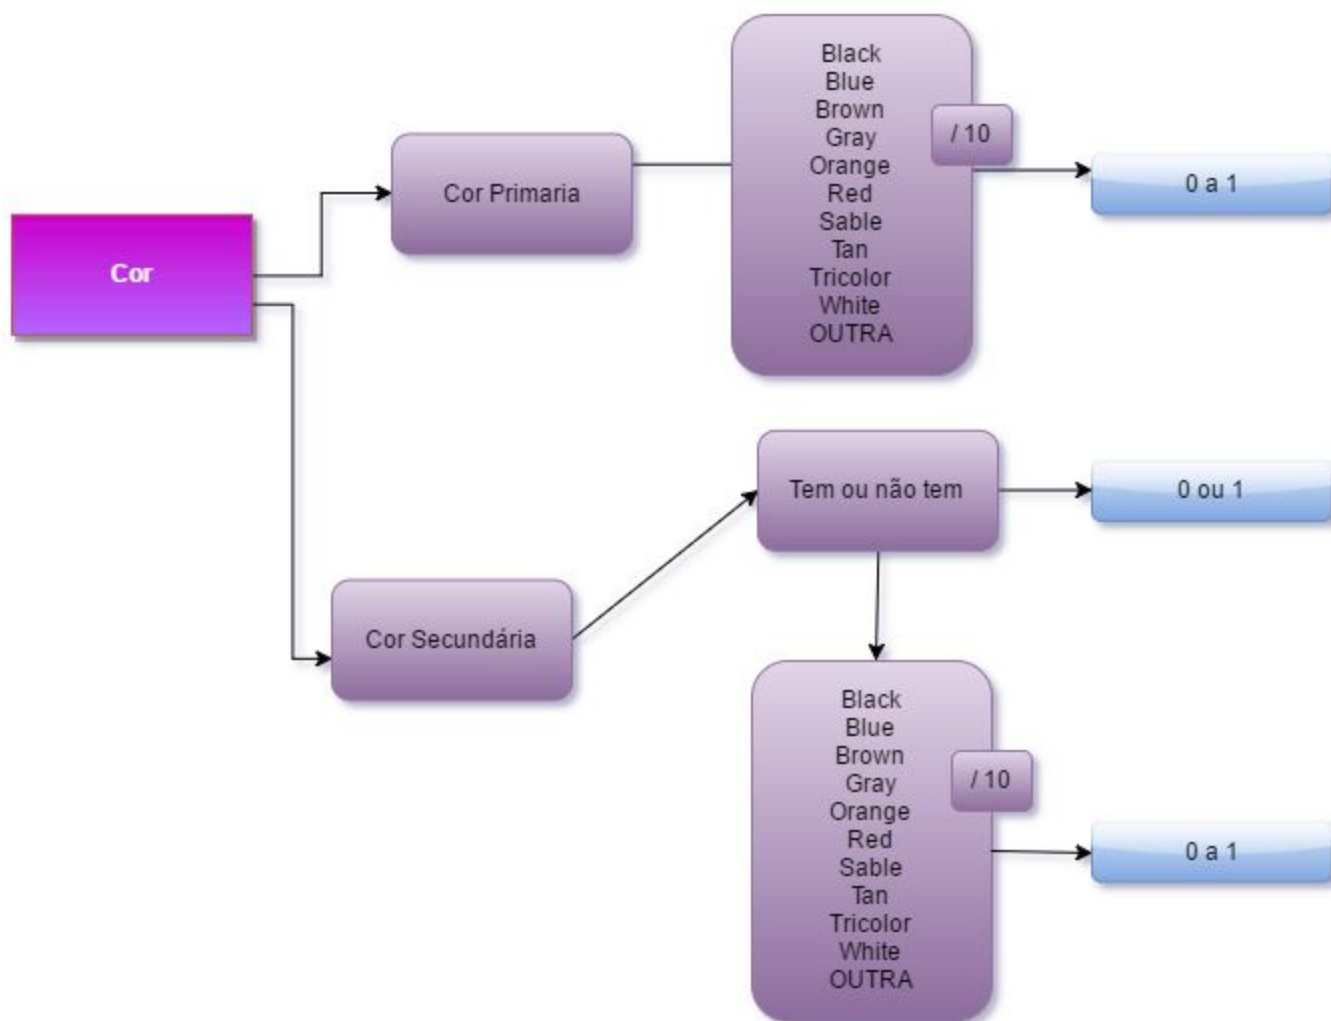 Cor
Cor Primaria
Black
Blue
Brown
Gray
Orange
Red
Sable
Tan
Tricolor
White
OUTRA
/ 10
0 a 1
Cor Secundária
Tem ou não tem
0 ou 1
Black
Blue
Brown
Gray
Orange
Red
Sable
Tan
Tricolor
White
OUTRA
/ 10
0 a 1